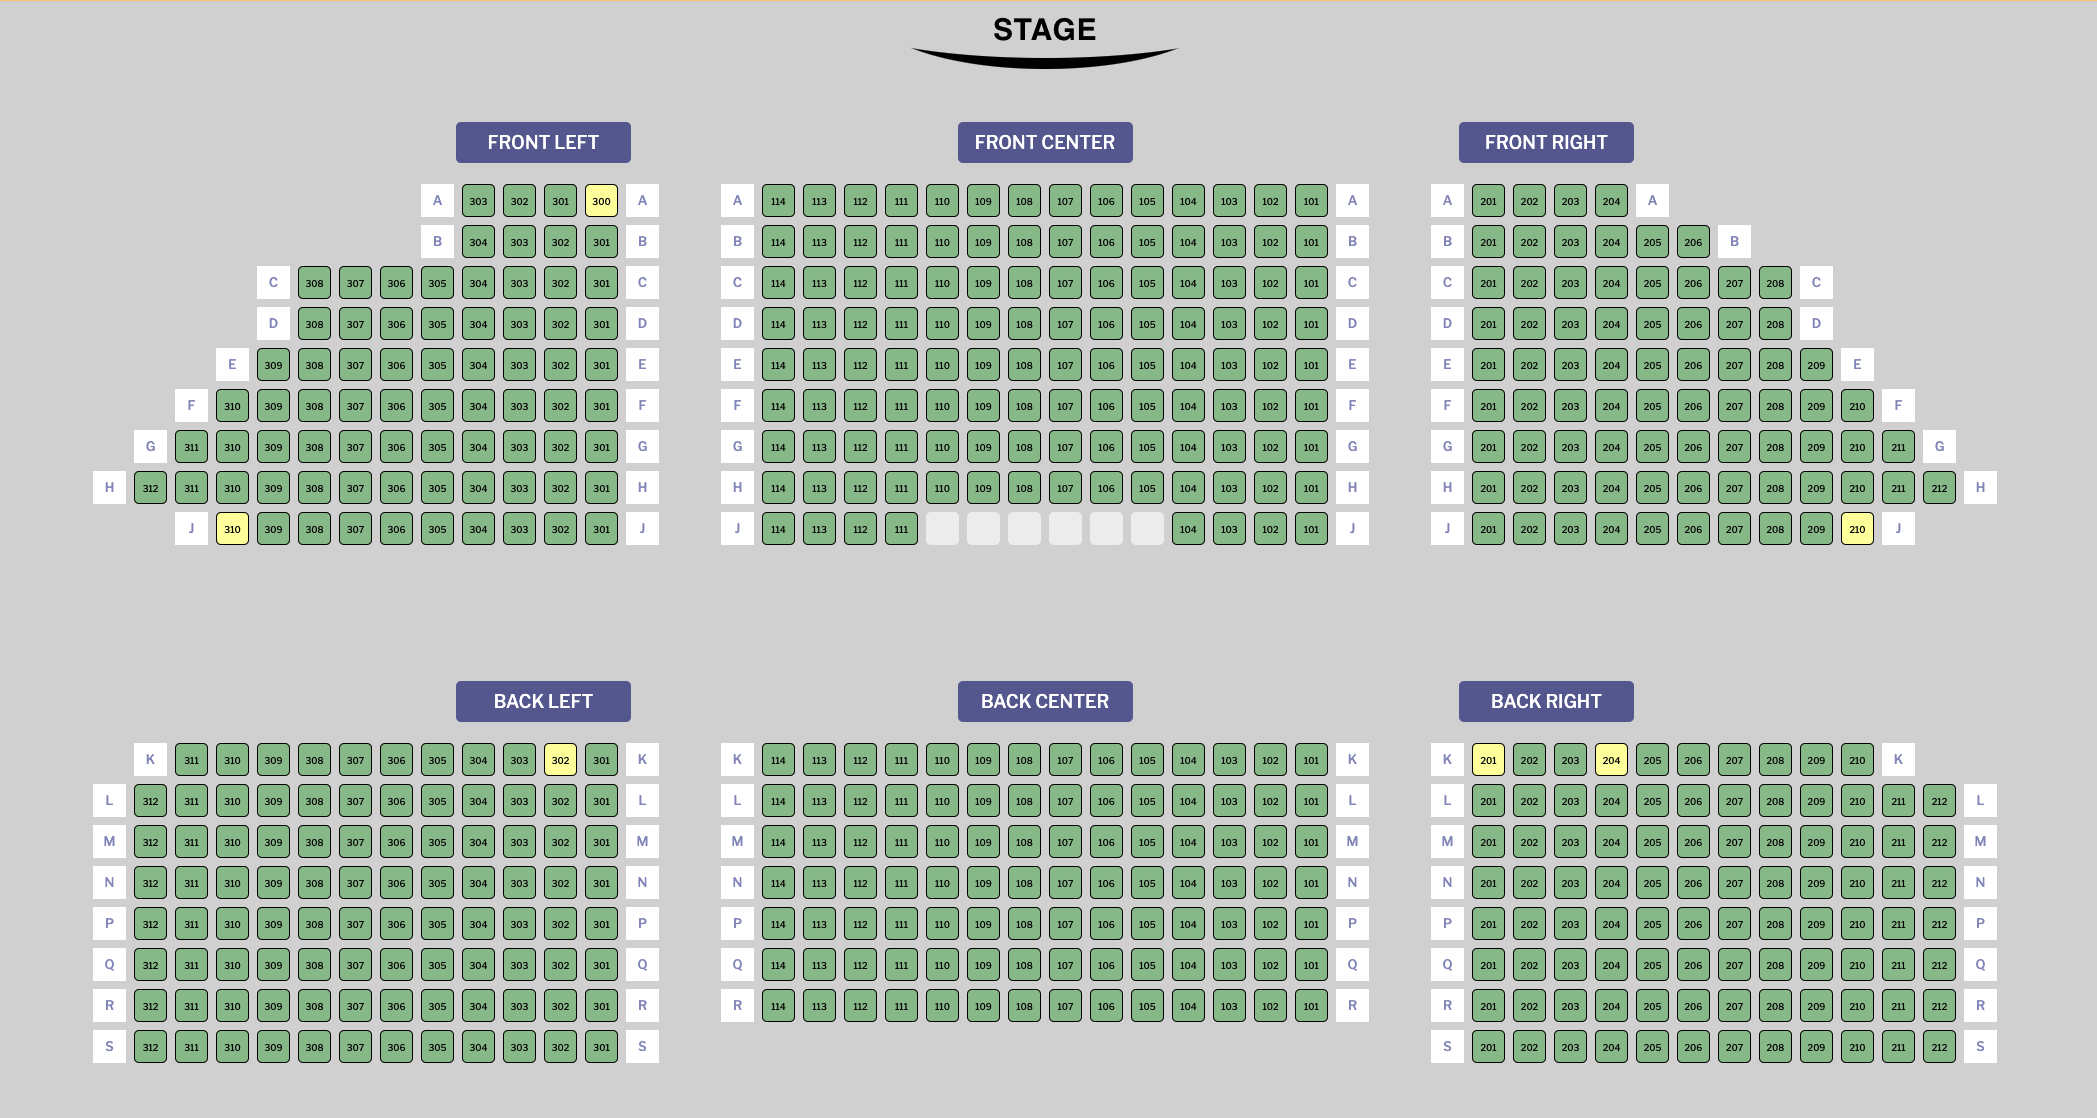 STAGE
FRONT LEFT FRONT CENTER FRONT RIGHT
A 303 302 301 300 A A 114 113 112 111 110 109 108 107 106 105 104 103 102 101 A A 201 202 203 204 A
B 304 303 302 301 B B 114 113 112 111 110 109 108 107 106 105 104 103 102 101 B B 201 202 203 204 205 206 B
C 308 307 306 305 304 303 302 301 C C 114 113 112 111 110 109 108 107 106 105 104 103 102 101 C C 201 202 203 204 205 206 207 208 C
D 308 307 306 305 304 303 302 301 D D 114 113 112 111 110 109 108 107 106 105 104 103 102 101 D D 201 202 203 204 205 206 207 208 D
E 309 308 307 306 305 304 303 302 301 E E 114 113 112 111 110 109 108 107 106 105 104 103 102 101 E E 201 202 203 204 205 206 207 208 209 E
F 310 309 308 307 306 305 304 303 302 301 F F 114 113 112 111 110 109 108 107 106 105 104 103 102 101 F F 201 202 203 204 205 206 207 208 209 210 F
G 311 310 309 308 307 306 305 304 303 302 301 G G 114 113 112 111 110 109 108 107 106 105 104 103 102 101 G G 201 202 203 204 205 206 207 208 209 210 211 G
H 312 311 310 309 308 307 306 305 304 303 302 301 H H 114 113 112 111 110 109 108 107 106 105 104 103 102 101 H H 201 202 203 204 205 206 207 208 209 210 211 212 H
J 310 309 308 307 306 305 304 303 302 301 J J 114 113 112 111 104 103 102 101 J J 201 202 203 204 205 206 207 208 209 210 J
BACK LEFT BACK CENTER BACK RIGHT
K 311 310 309 308 307 306 305 304 303 302 301 K K 114 113 112 111 110 109 108 107 106 105 104 103 102 101 K K 201 202 203 204 205 206 207 208 209 210 K
L 312 311 310 309 308 307 306 305 304 303 302 301 L L 114 113 112 111 110 109 108 107 106 105 104 103 102 101 L L 201 202 203 204 205 206 207 208 209 210 211 212 L
M 312 311 310 309 308 307 306 305 304 303 302 301 M M 114 113 112 111 110 109 108 107 106 105 104 103 102 101 M M 201 202 203 204 205 206 207 208 209 210 211 212 M
N 312 311 310 309 308 307 306 305 304 303 302 301 N N 114 113 112 111 110 109 108 107 106 105 104 103 102 101 N N 201 202 203 204 205 206 207 208 209 210 211 212 N
P 312 311 310 309 308 307 306 305 304 303 302 301 P P 114 113 112 111 110 109 108 107 106 105 104 103 102 101 P P 201 202 203 204 205 206 207 208 209 210 211 212 P
Q 312 311 310 309 308 307 306 305 304 303 302 301 Q Q 114 113 112 111 110 109 108 107 106 105 104 103 102 101 Q Q 201 202 203 204 205 206 207 208 209 210 211 212 Q
R 312 311 310 309 308 307 306 305 304 303 302 301 R R 114 113 112 111 110 109 108 107 106 105 104 103 102 101 R R 201 202 203 204 205 206 207 208 209 210 211 212 R
S 312 311 310 309 308 307 306 305 304 303 302 301 S S 201 202 203 204 205 206 207 208 209 210 211 212 S